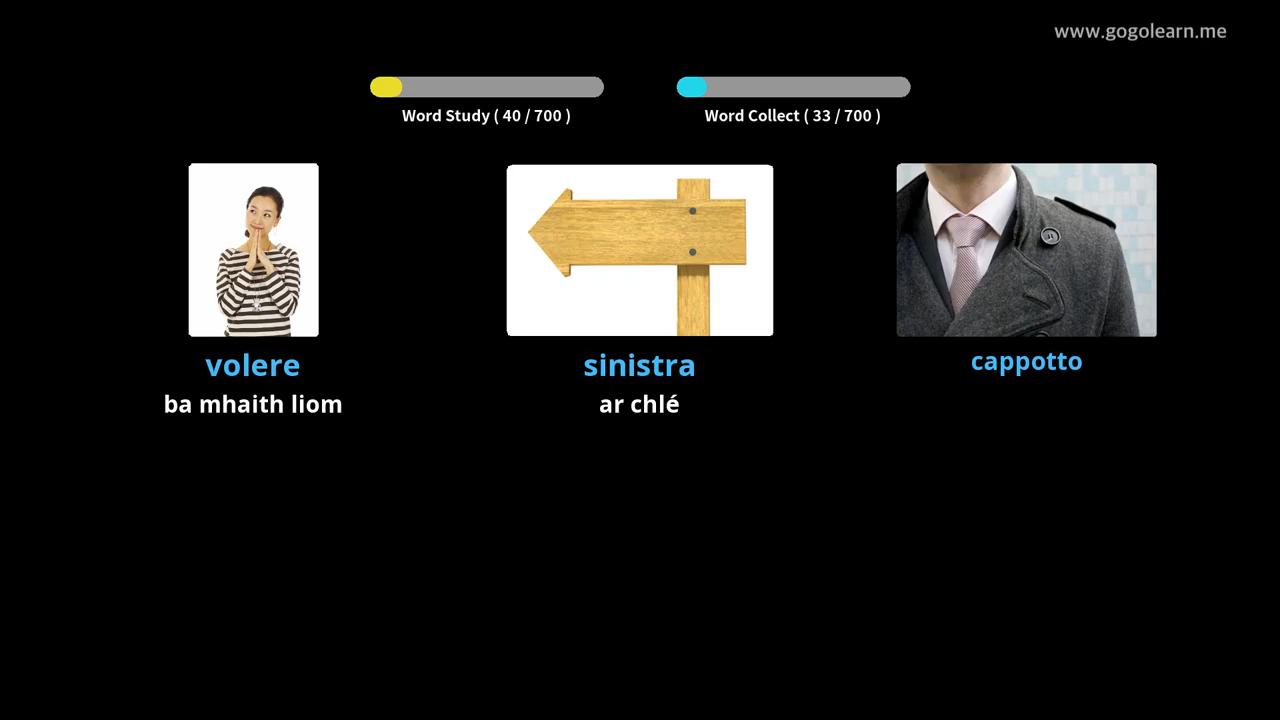 www.gogolearn.me
Word Study ( 40 / 700 )
Word Collect ( 33 / 700 )
volere
sinistra
cappotto
ba mhaith liom
ar chlé